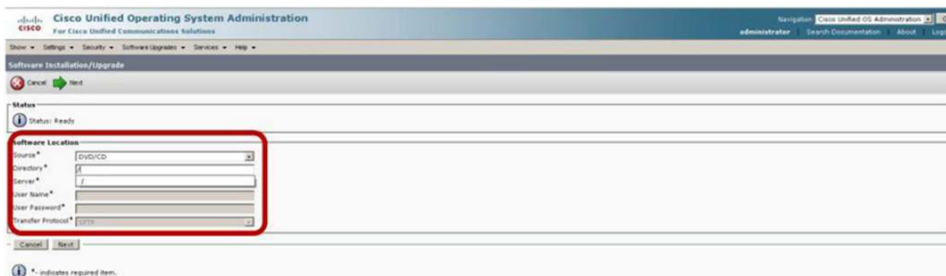 cisco
Cisco Unified Operating System Administration
For Cisco Unified Communications Solutions
Navigation Cisco Unified OS Administration
administrator Search Documentation About
Show Settings Security Software Upgrades Services Help
Software Installation/Upgrade
Cancel Next
Status
Status: Ready
Software Location
Source* DVD/CD
Directory* /
/
Server*
User Name*
User Password*
Transfer Protocol* SFTP
Cancel Next
*- indicates required item.